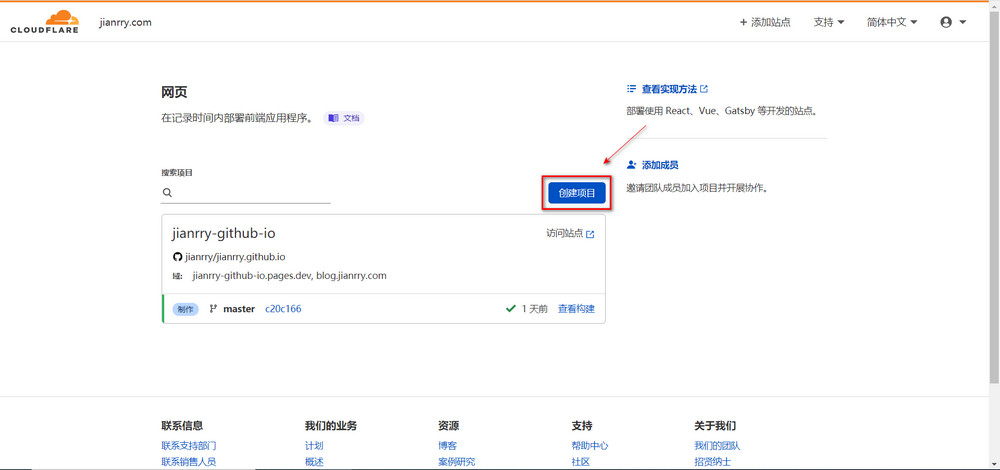 CLOUDFLARE
jianrry.com
+ 添加站点
支持
简体中文
网页
在记录时间内部署前端应用程序。
文档
查看实现方法
部署使用 React、Vue、Gatsby 等开发的站点。
添加成员
邀请团队成员加入项目并开展协作。
搜索项目
创建项目
jianrry-github-io
访问站点
jianrry/jianrry.github.io
域:
jianrry-github-io.pages.dev, blog.jianrry.com
制作
master
c20c166
1 天前
查看构建
联系信息
我们的业务
资源
支持
关于我们
联系支持部门
计划
博客
帮助中心
我们的团队
联系销售人员
概述
案例研究
社区
招贤纳士